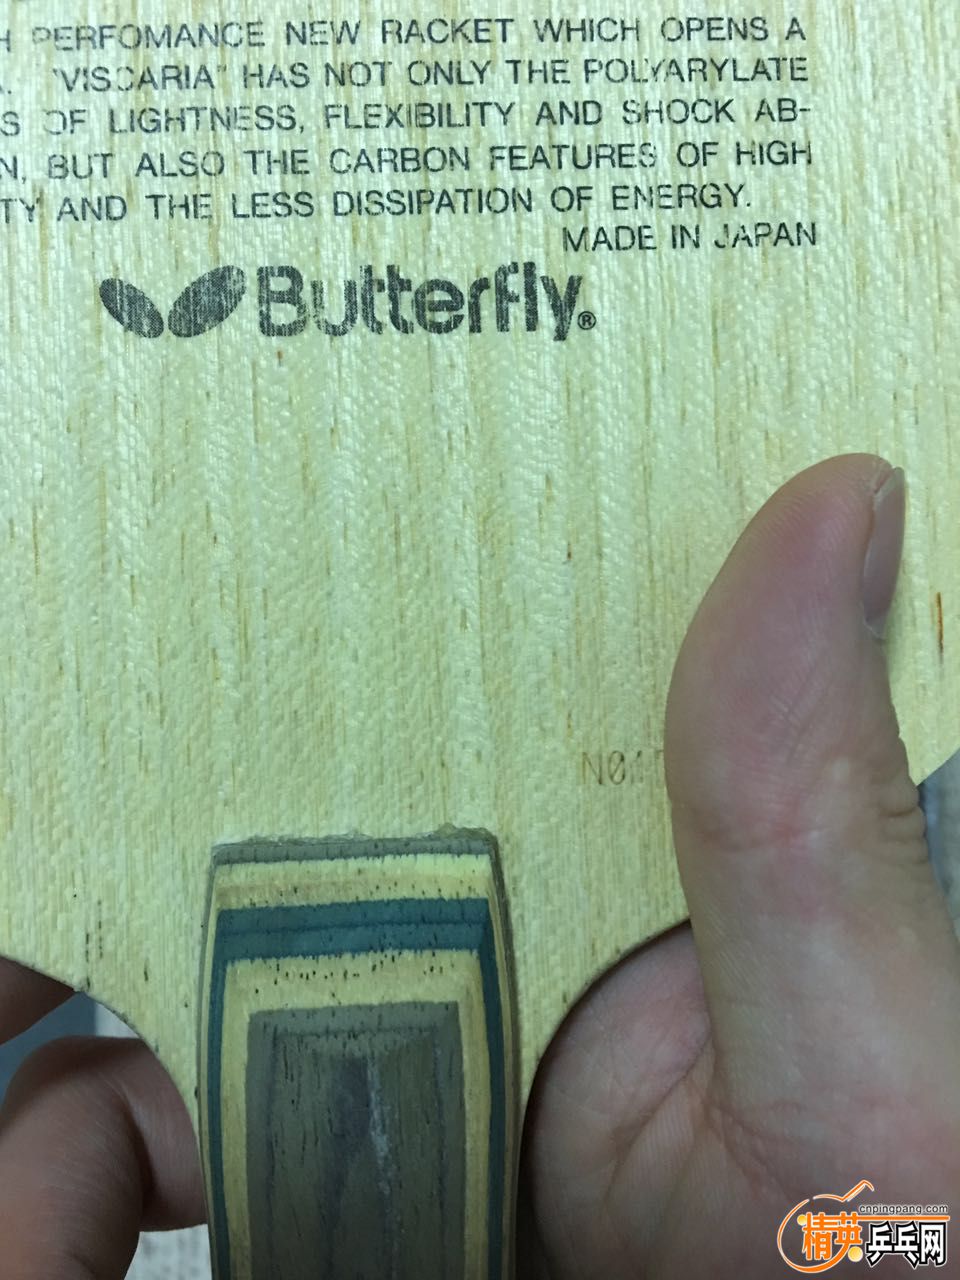 PERFOMANCE NEW RACKET WHICH OPENS A
"VISCARIA" HAS NOT ONLY THE POLYARYLATE
S OF LIGHTNESS, FLEXIBILITY AND SHOCK AB-
N, BUT ALSO THE CARBON FEATURES OF HIGH
TY AND THE LESS DISSIPATION OF ENERGY.
MADE IN JAPAN
Butterfly®
cnpingpang.com
精英乒乓网